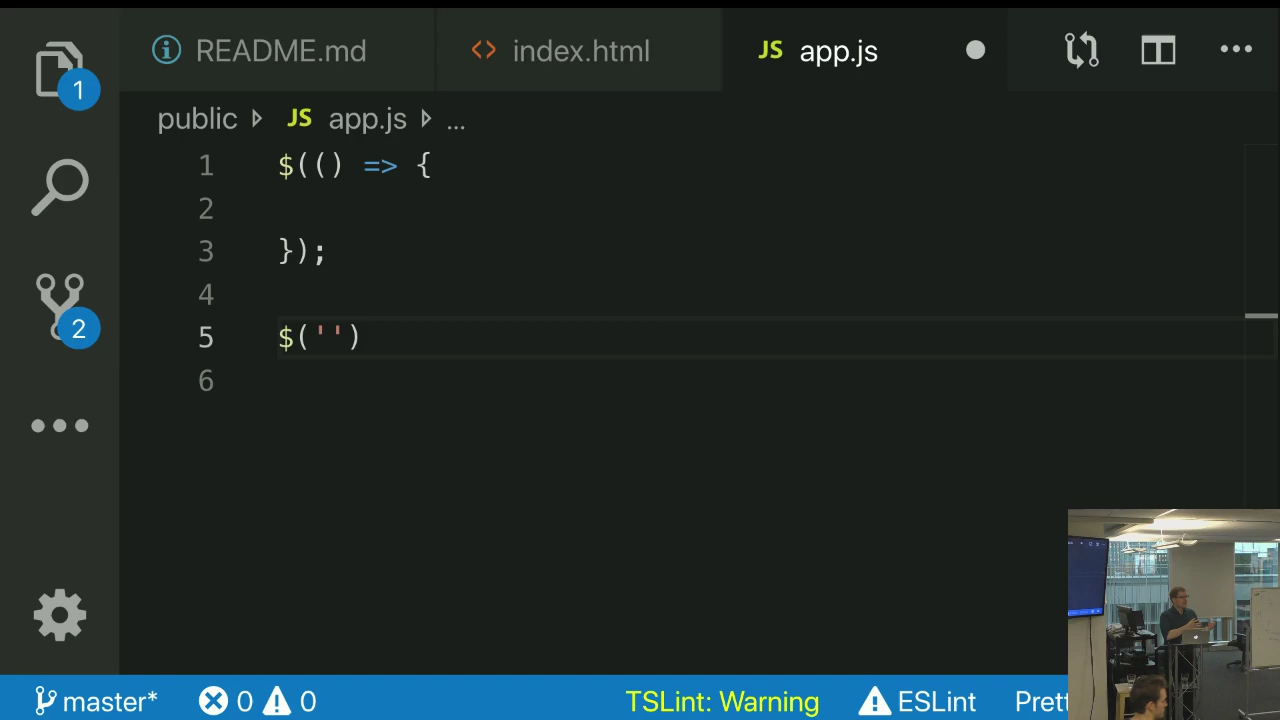 README.md
<> index.html
JS app.js
1
public JS app.js ...
1 $(() => {
2
3 });
4
5 $('')
6
2
master* 0 0 TSLint: Warning ESLint Prett